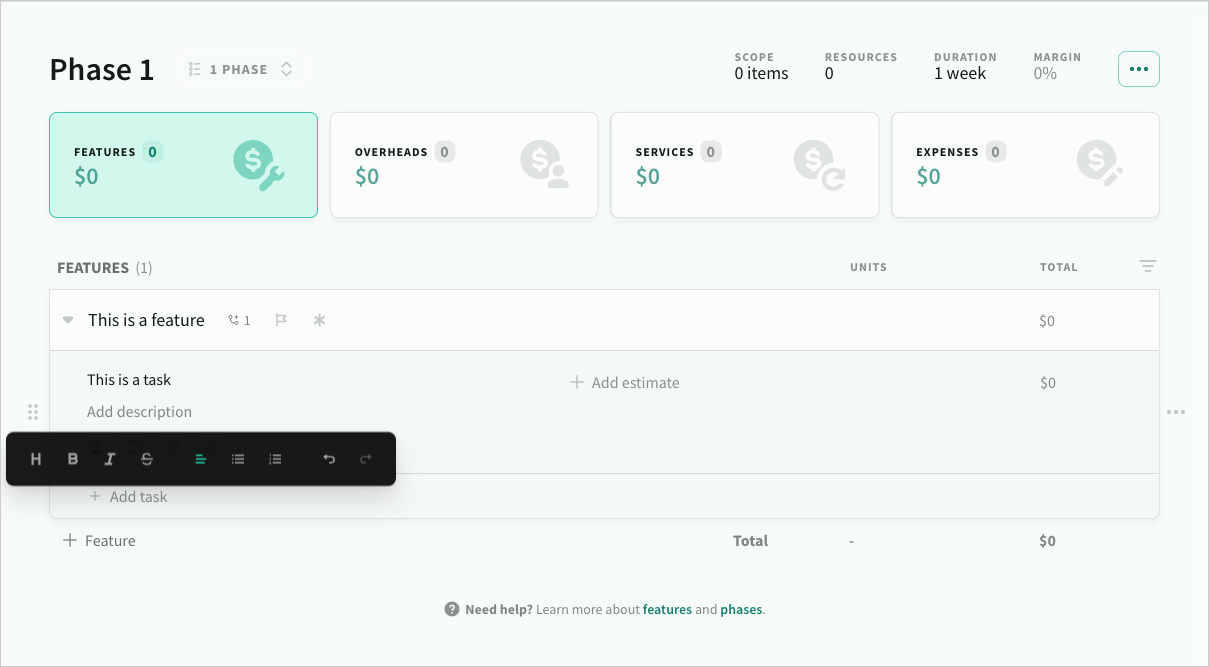 Phase 1
1 PHASE
SCOPE
0 items
RESOURCES
0
DURATION
1 week
MARGIN
0%
FEATURES 0
$0
OVERHEADS 0
$0
SERVICES 0
$0
EXPENSES 0
$0
FEATURES (1) UNITS TOTAL
This is a feature 1 $0
This is a task Add estimate $0
Add description
H B I S
Add task
Feature Total - $0
Need help? Learn more about features and phases.